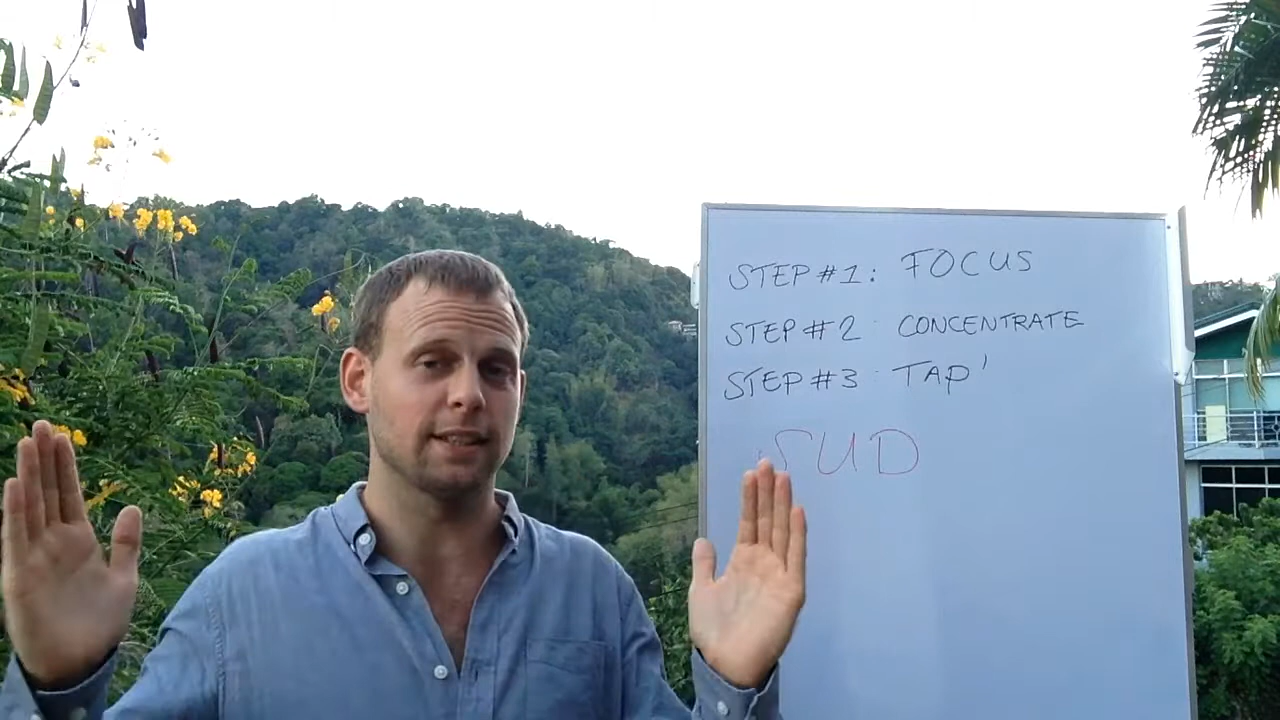 STEP #1: FOCUS
STEP #2 CONCENTRATE
STEP #3 TAP'
SUD